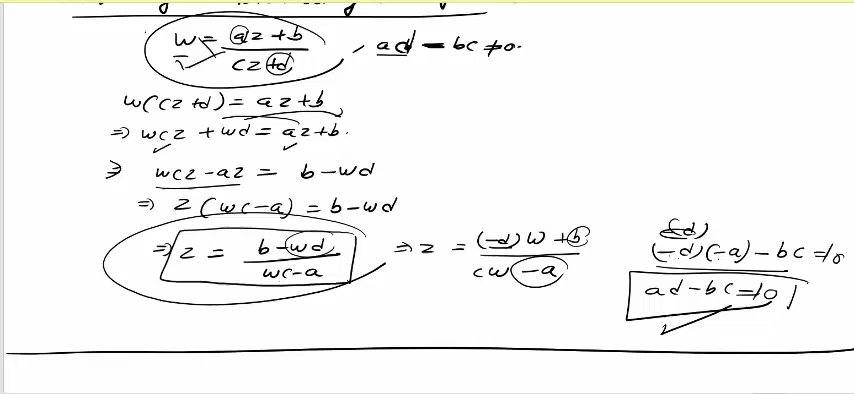 w = az + b / cz + d , ad - bc ≠ 0.
w(cz + d) = az + b
⇒ wcz + wd = az + b.
⇒ wcz - az = b - wd
⇒ z(wc - a) = b - wd
⇒ z = b - wd / wc - a ⇒ z = (-d)w + b / cw - a
(-d)(-a) - bc ≠ 0
ad - bc ≠ 0